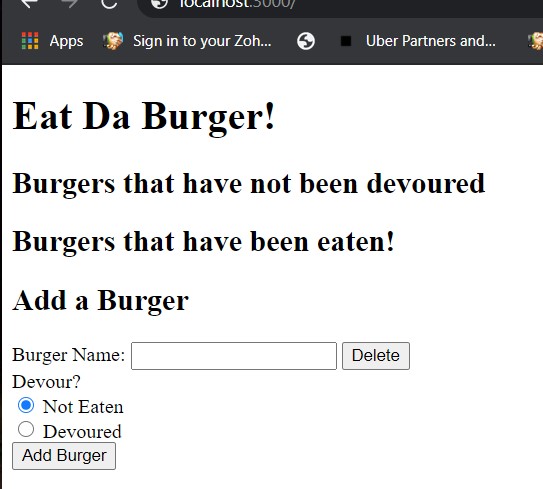 localhost:3000/
Apps Sign in to your Zoh... Uber Partners and...
Eat Da Burger!
Burgers that have not been devoured
Burgers that have been eaten!
Add a Burger
Burger Name: Delete
Devour?
Not Eaten
Devoured
Add Burger